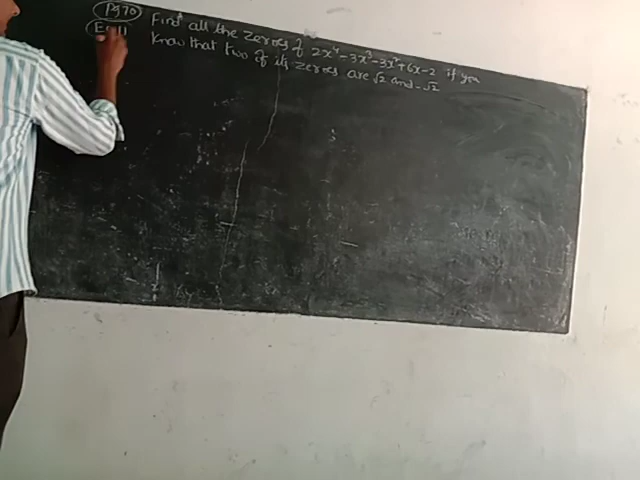 Pg 70
Find all the zeroes of 2x⁴-3x³-3x²+6x-2 if you
Know that two of its zeroes are √2 and -√2